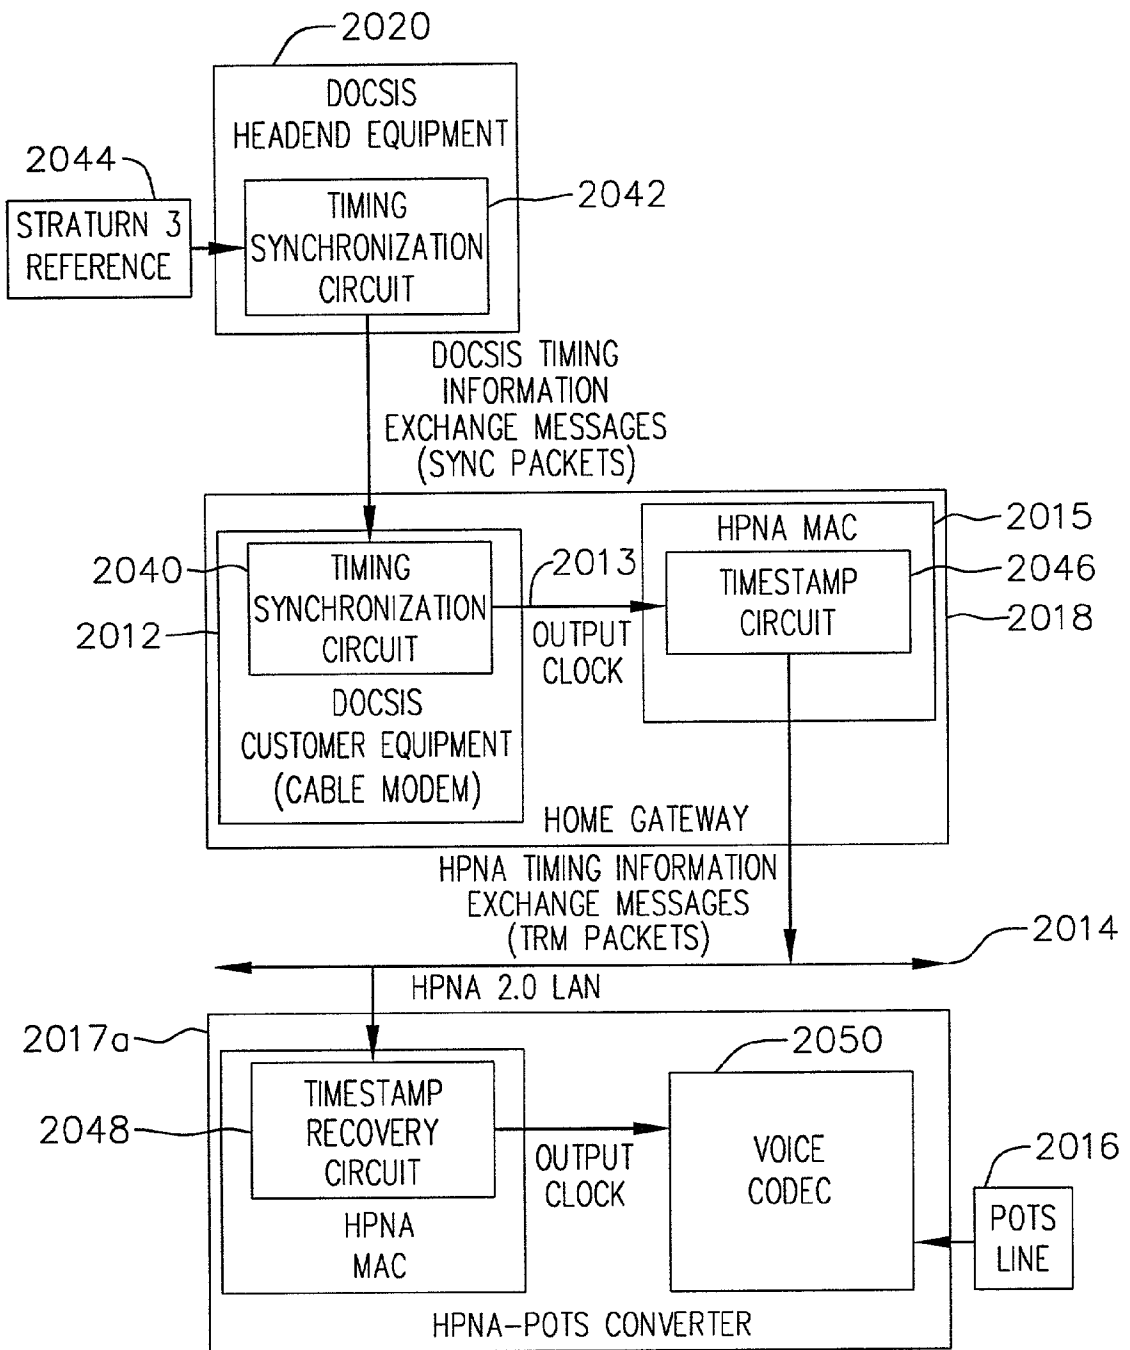 2020
DOCSIS
HEADEND EQUIPMENT
2044
STRATURN 3
REFERENCE
TIMING
SYNCHRONIZATION
CIRCUIT
2042
DOCSIS TIMING
INFORMATION
EXCHANGE MESSAGES
(SYNC PACKETS)
2040
2012
TIMING
SYNCHRONIZATION
CIRCUIT
DOCSIS
CUSTOMER EQUIPMENT
(CABLE MODEM)
2013
OUTPUT
CLOCK
HPNA MAC
TIMESTAMP
CIRCUIT
2015
2046
2018
HOME GATEWAY
HPNA TIMING INFORMATION
EXCHANGE MESSAGES
(TRM PACKETS)
2014
HPNA 2.0 LAN
2017a
2048
TIMESTAMP
RECOVERY
CIRCUIT
HPNA
MAC
OUTPUT
CLOCK
2050
VOICE
CODEC
2016
POTS
LINE
HPNA-POTS CONVERTER